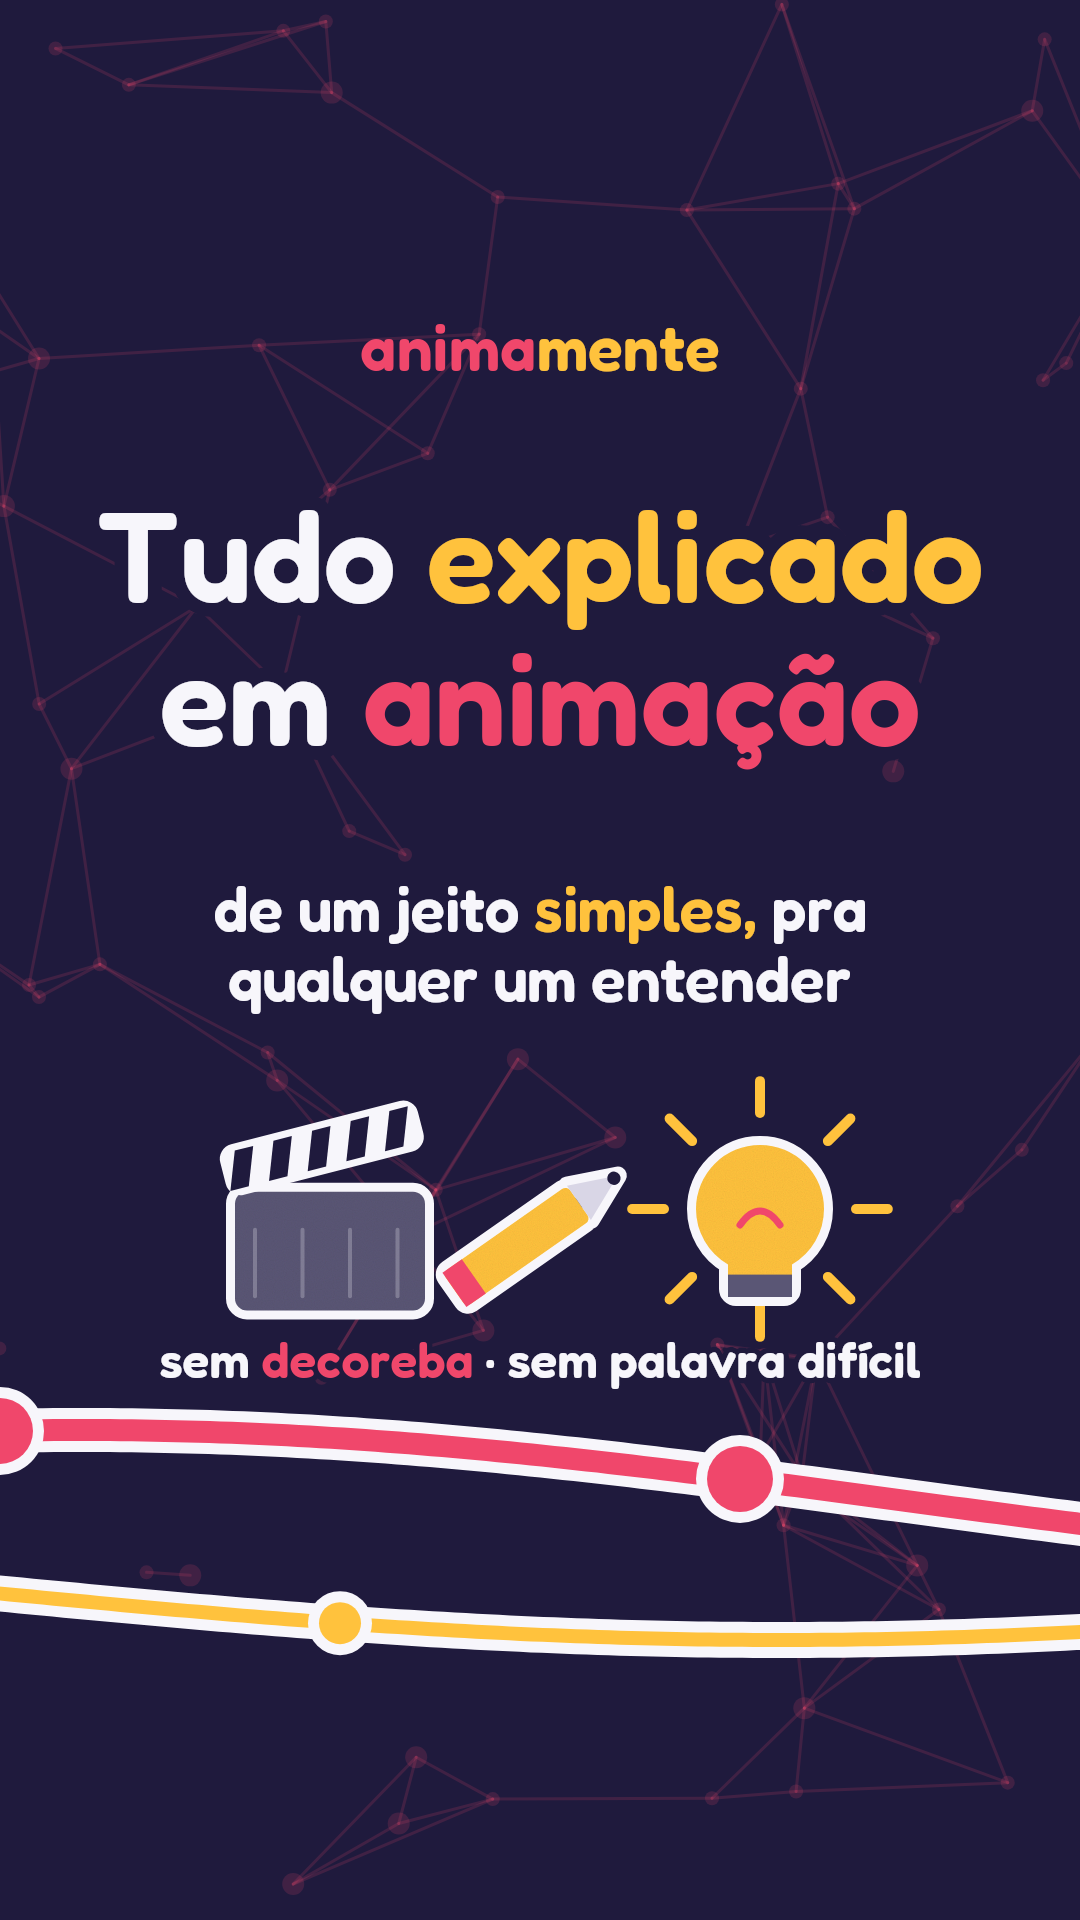 animamente
Tudo explicado
em animação
de um jeito simples, pra
qualquer um entender
sem decoreba · sem palavra difícil